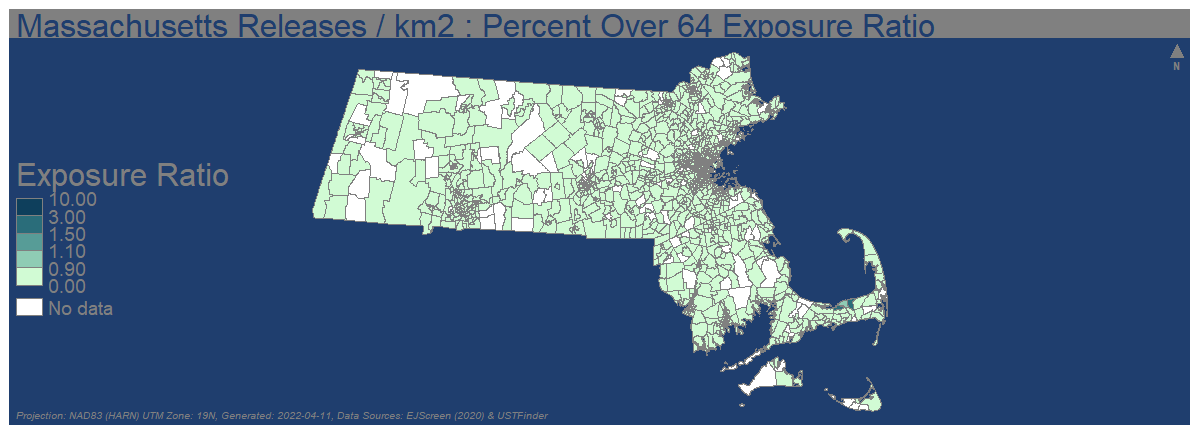 Massachusetts Releases / km2 : Percent Over 64 Exposure Ratio
N
Exposure Ratio
10.00
3.00
1.50
1.10
0.90
0.00
No data
Projection: NAD83 (HARN) UTM Zone: 19N, Generated: 2022-04-11, Data Sources: EJScreen (2020) & USTFinder